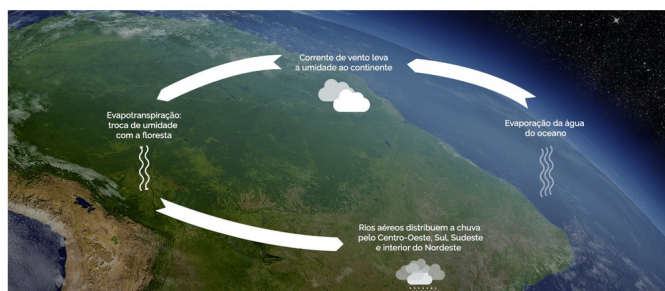 Corrente de vento leva
a umidade ao continente
Evapotranspiração:
troca de umidade
com a floresta
Evaporação da água
do oceano
Rios aéreos distribuem a chuva
pelo Centro-Oeste, Sul, Sudeste
e interior do Nordeste